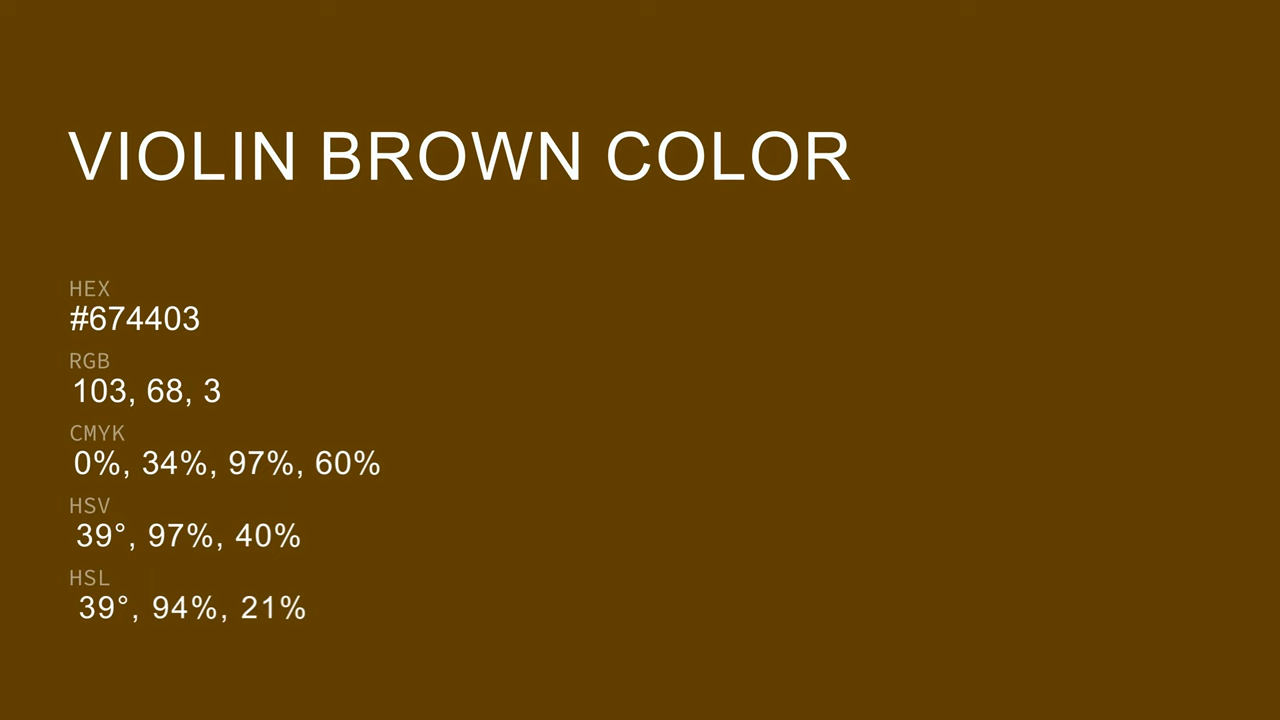 VIOLIN BROWN COLOR
HEX
#674403
RGB
103, 68, 3
CMYK
0%, 34%, 97%, 60%
HSV
39°, 97%, 40%
HSL
39°, 94%, 21%